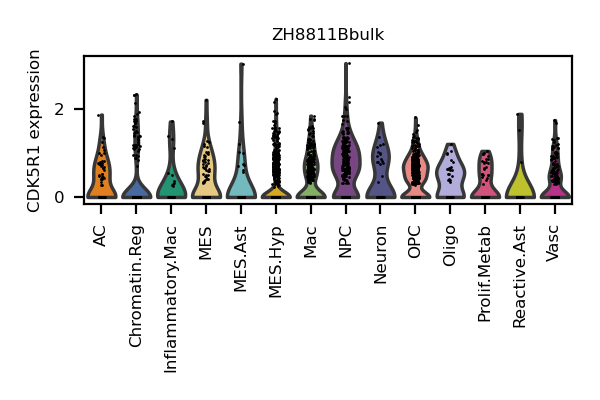 ZH8811Bbulk
CDK5R1 expression
2
0
AC
Chromatin.Reg
Inflammatory.Mac
MES
MES.Ast
MES.Hyp
Mac
NPC
Neuron
OPC
Oligo
Prolif.Metab
Reactive.Ast
Vasc